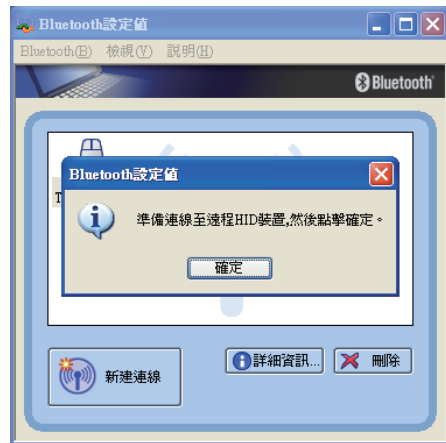 Bluetooth設定值
Bluetooth(B) 檢視(V) 說明(H)
Bluetooth
Bluetooth設定值
準備連線至遠程HID裝置,然後點擊確定。
確定
新建連線
詳細資訊...
刪除